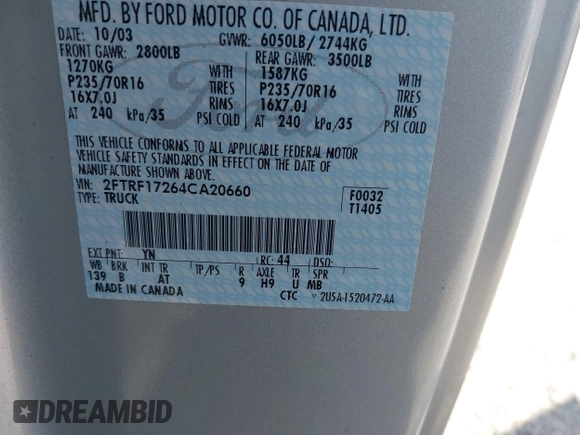 MFD. BY FORD MOTOR CO. OF CANADA, LTD.
DATE: 10/03 GVWR: 6050LB/ 2744KG
FRONT GAWR: 2800LB REAR GAWR: 3500LB
1270KG WITH 1587KG WITH
P235/70R16 TIRES P235/70R16 TIRES
16X7.0J RIMS 16X7.0J RIMS
AT 240 kPa/35 PSI COLD AT 240 kPa/35 PSI COLD
THIS VEHICLE CONFORMS TO ALL APPLICABLE FEDERAL MOTOR
VEHICLE SAFETY STANDARDS IN EFFECT ON THE DATE OF
MANUFACTURE SHOWN ABOVE.
VIN: 2FTRF17264CA20660
TYPE: TRUCK
F0032
T1405
EXT PNT: YN RC: 44 DSO:
WB BRK INT TR TP/PS R AXLE TR SPR
139 B AT 9 H9 U MB
MADE IN CANADA
CTC 2U5A-1520472-AA
Ford
DREAMBID